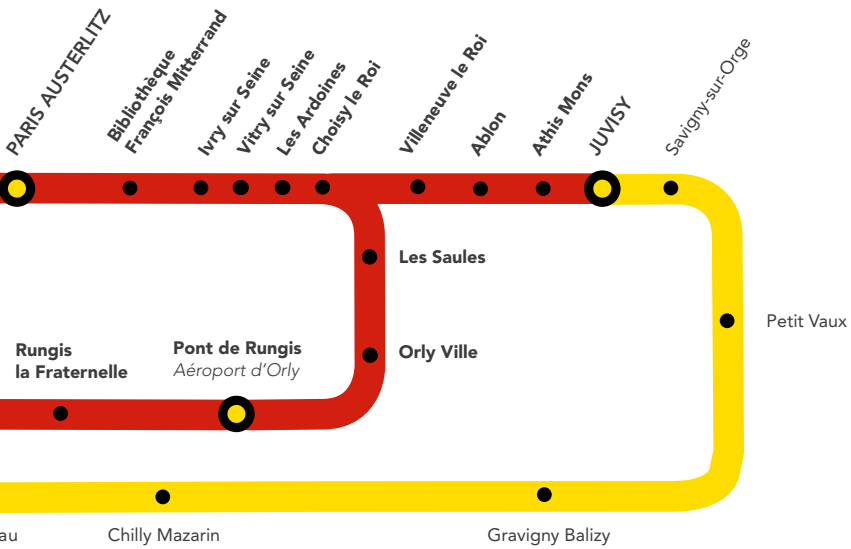 PARIS AUSTERLITZ
Bibliothèque
François Mitterrand
Ivry sur Seine
Vitry sur Seine
Les Ardoines
Choisy le Roi
Villeneuve le Roi
Ablon
Athis Mons
JUVISY
Savigny-sur-Orge
Les Saules
Petit Vaux
Rungis
la Fraternelle
Pont de Rungis
Aéroport d'Orly
Orly Ville
au
Chilly Mazarin
Gravigny Balizy